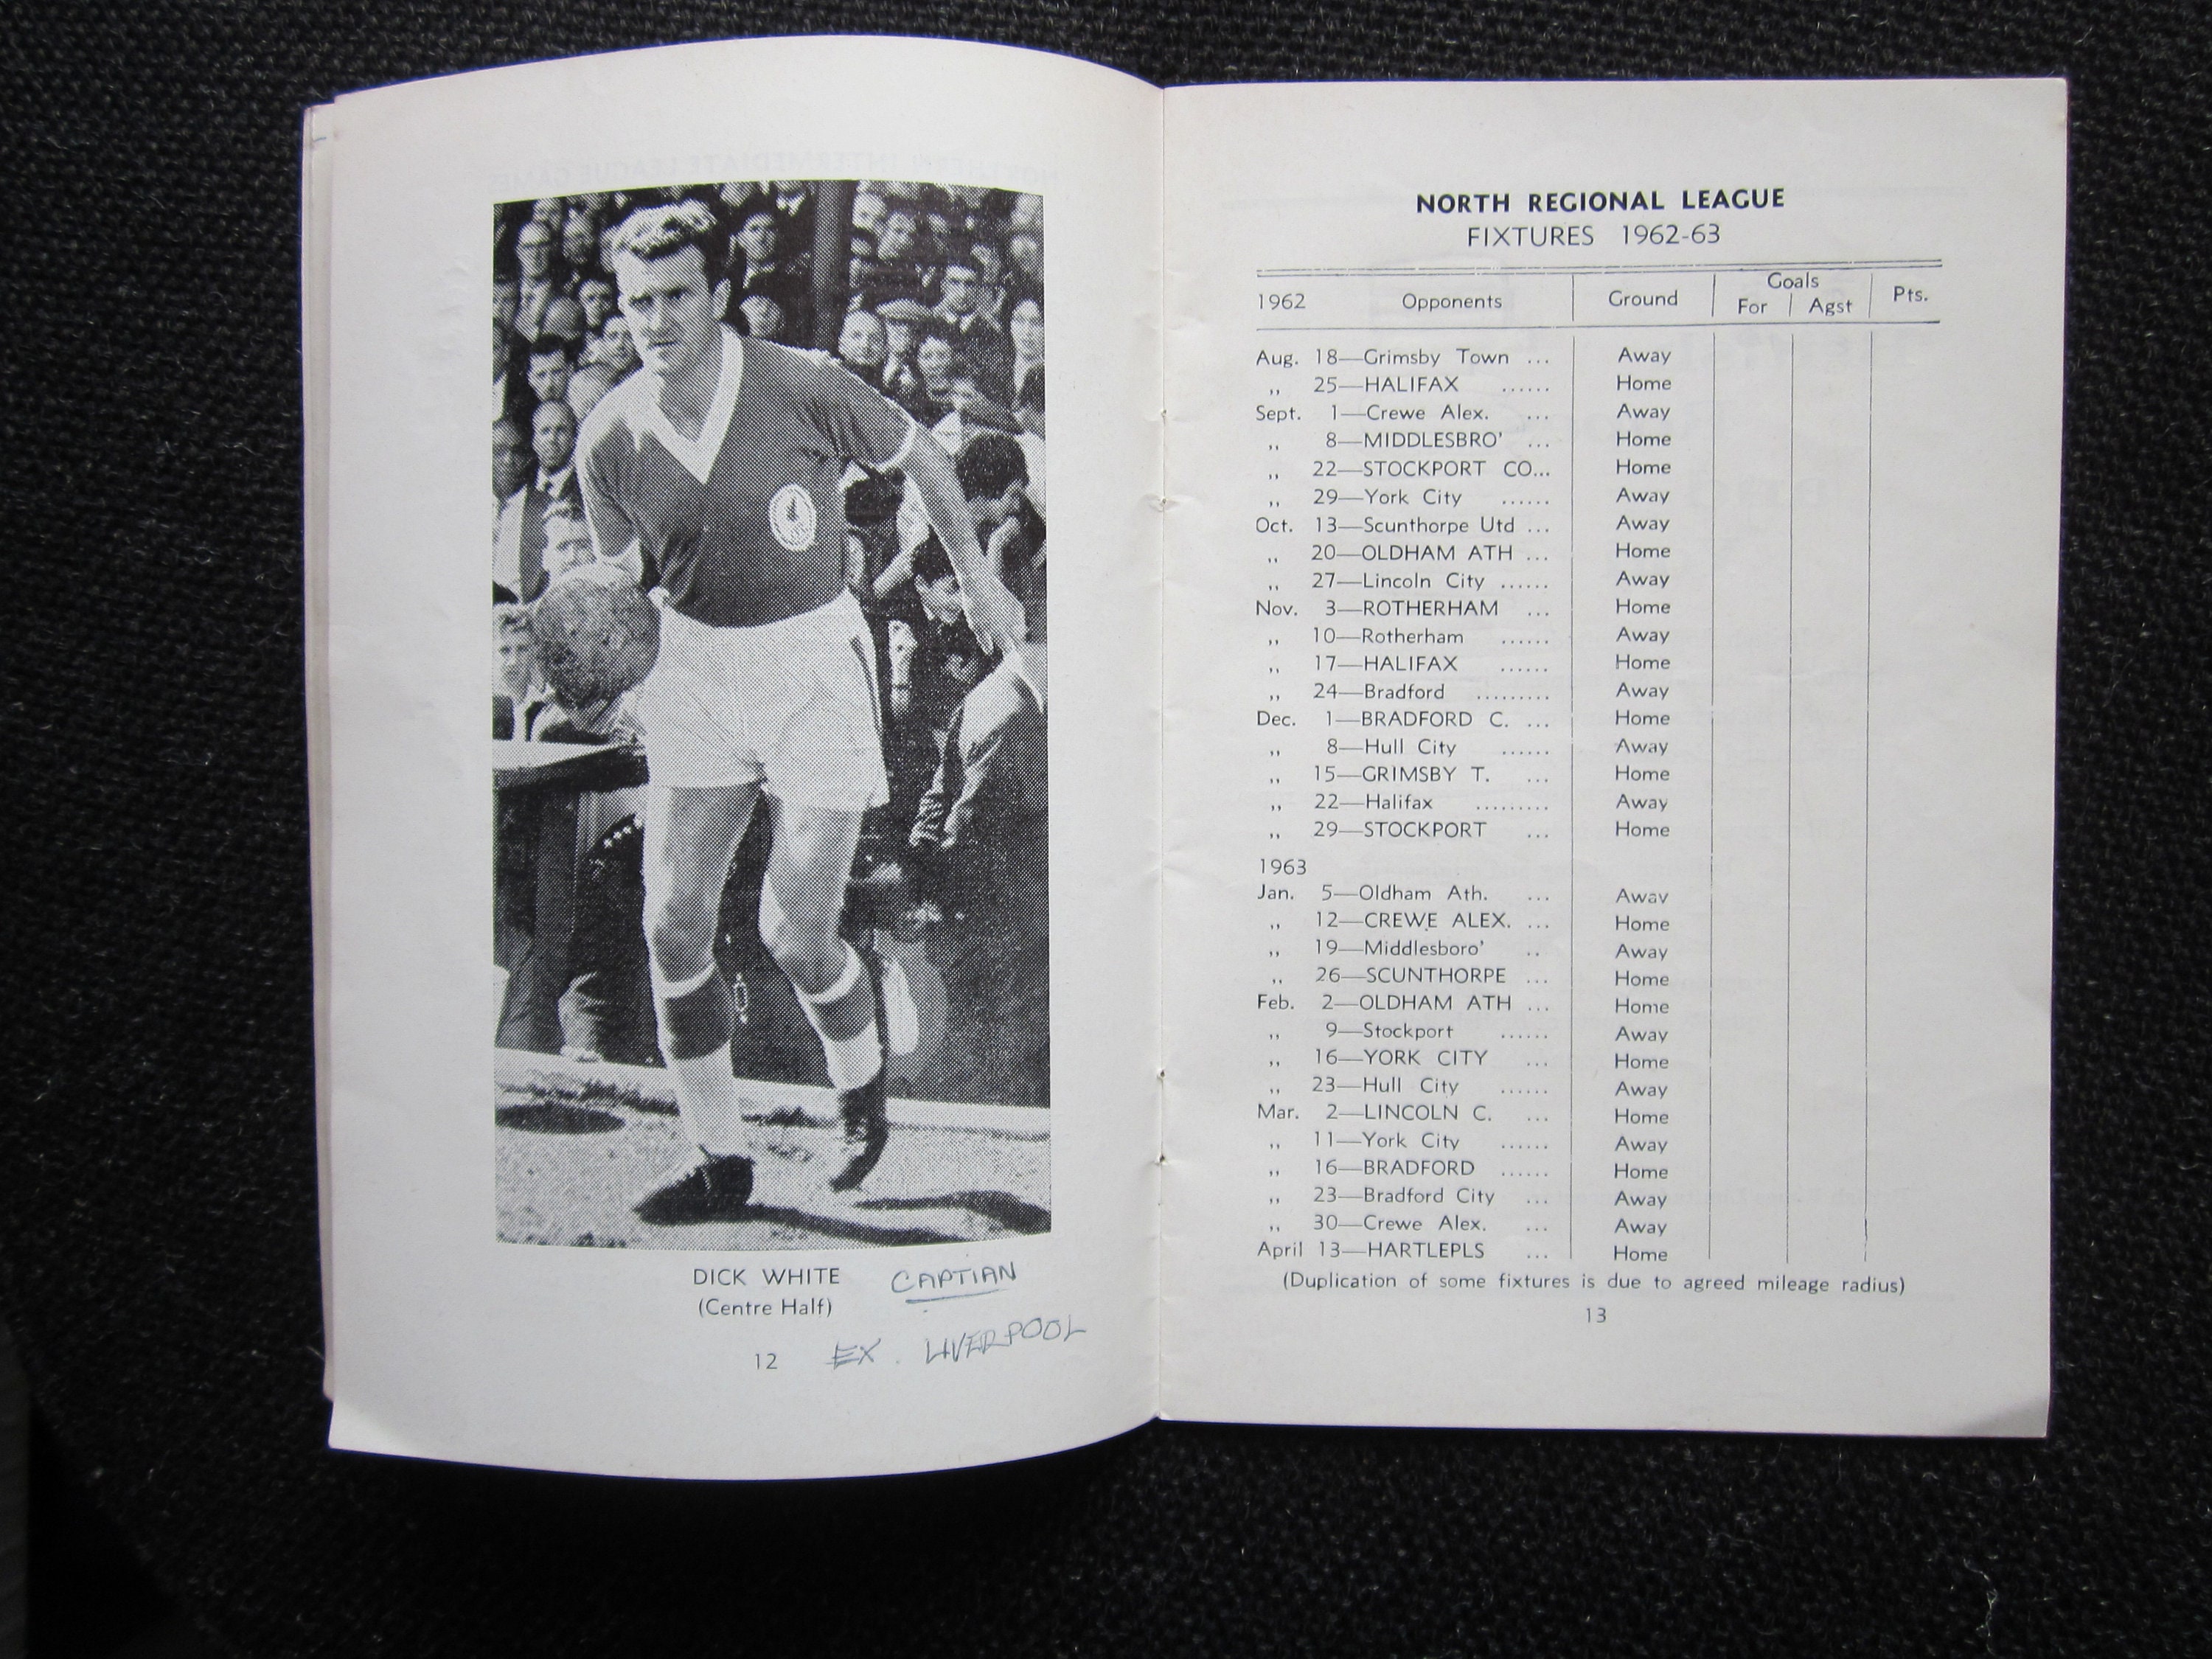 DICK WHITE CAPTIAN
(Centre Half)
12 EX. LIVERPOOL
NORTH REGIONAL LEAGUE
FIXTURES 1962-63
1962 Opponents Ground Goals For Agst Pts.
Aug. 18—Grimsby Town ... Away
,, 25—HALIFAX ...... Home
Sept. 1—Crewe Alex. ... Away
,, 8—MIDDLESBRO' ... Home
,, 22—STOCKPORT CO... Home
,, 29—York City ...... Away
Oct. 13—Scunthorpe Utd ... Away
,, 20—OLDHAM ATH ... Home
,, 27—Lincoln City ...... Away
Nov. 3—ROTHERHAM ... Home
,, 10—Rotherham ...... Away
,, 17—HALIFAX ...... Home
,, 24—Bradford ......... Away
Dec. 1—BRADFORD C. ... Home
,, 8—Hull City ...... Away
,, 15—GRIMSBY T. ... Home
,, 22—Halifax ......... Away
,, 29—STOCKPORT ... Home
1963
Jan. 5—Oldham Ath. ... Away
,, 12—CREWE ALEX. ... Home
,, 19—Middlesboro' .. Away
,, 26—SCUNTHORPE ... Home
Feb. 2—OLDHAM ATH ... Home
,, 9—Stockport ...... Away
,, 16—YORK CITY ... Home
,, 23—Hull City ...... Away
Mar. 2—LINCOLN C. ... Home
,, 11—York City ...... Away
,, 16—BRADFORD ...... Home
,, 23—Bradford City ... Away
,, 30—Crewe Alex. ... Away
April 13—HARTLEPLS ... Home
(Duplication of some fixtures is due to agreed mileage radius)
13